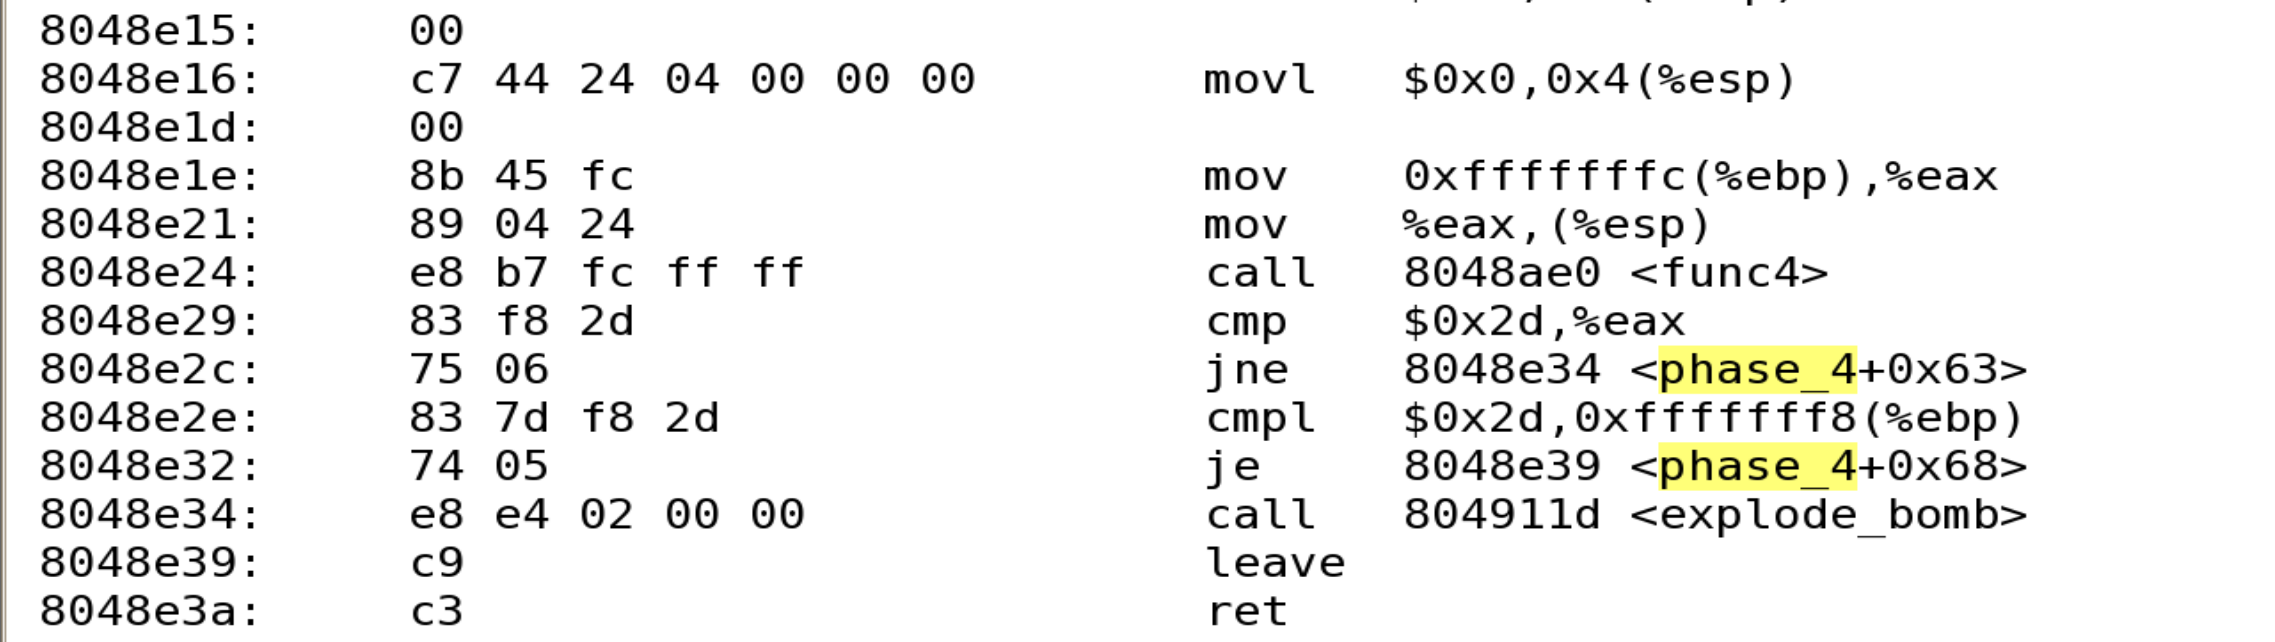 8048e15: 00
8048e16: c7 44 24 04 00 00 00 movl $0x0,0x4(%esp)
8048e1d: 00
8048e1e: 8b 45 fc mov 0xfffffffc(%ebp),%eax
8048e21: 89 04 24 mov %eax,(%esp)
8048e24: e8 b7 fc ff ff call 8048ae0 <func4>
8048e29: 83 f8 2d cmp $0x2d,%eax
8048e2c: 75 06 jne 8048e34 <phase_4+0x63>
8048e2e: 83 7d f8 2d cmpl $0x2d,0xfffffff8(%ebp)
8048e32: 74 05 je 8048e39 <phase_4+0x68>
8048e34: e8 e4 02 00 00 call 804911d <explode_bomb>
8048e39: c9 leave
8048e3a: c3 ret